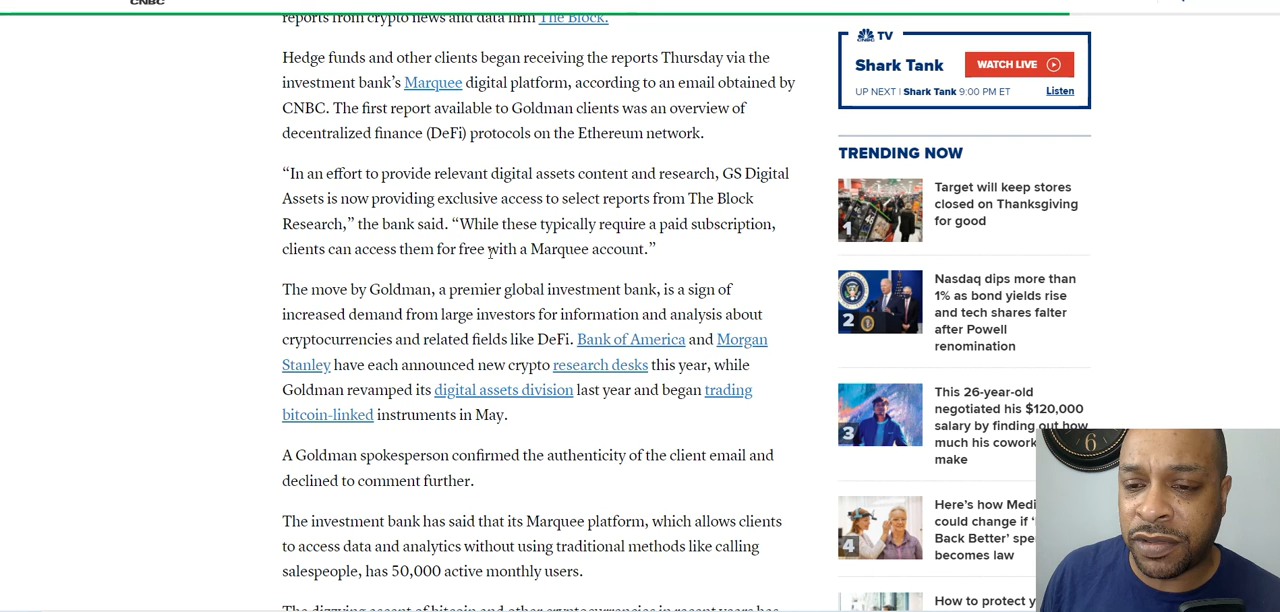 CNBC
reports from crypto news and data firm The Block.
Hedge funds and other clients began receiving the reports Thursday via the
investment bank’s Marquee digital platform, according to an email obtained by
CNBC. The first report available to Goldman clients was an overview of
decentralized finance (DeFi) protocols on the Ethereum network.
“In an effort to provide relevant digital assets content and research, GS Digital
Assets is now providing exclusive access to select reports from The Block
Research,” the bank said. “While these typically require a paid subscription,
clients can access them for free with a Marquee account.”
The move by Goldman, a premier global investment bank, is a sign of
increased demand from large investors for information and analysis about
cryptocurrencies and related fields like DeFi. Bank of America and Morgan
Stanley have each announced new crypto research desks this year, while
Goldman revamped its digital assets division last year and began trading
bitcoin-linked instruments in May.
A Goldman spokesperson confirmed the authenticity of the client email and
declined to comment further.
The investment bank has said that its Marquee platform, which allows clients
to access data and analytics without using traditional methods like calling
salespeople, has 50,000 active monthly users.
The dizzying ascent of bitcoin and other cryptocurrencies in recent years has
TV
Shark Tank
WATCH LIVE
UP NEXT | Shark Tank 9:00 PM ET
Listen
TRENDING NOW
1
Target will keep stores
closed on Thanksgiving
for good
2
Nasdaq dips more than
1% as bond yields rise
and tech shares falter
after Powell
renomination
3
This 26-year-old
negotiated his $120,000
salary by finding out how
much his cowork
make
4
Here’s how Medi
could change if ‘
Back Better’ spe
becomes law
How to protect y
6